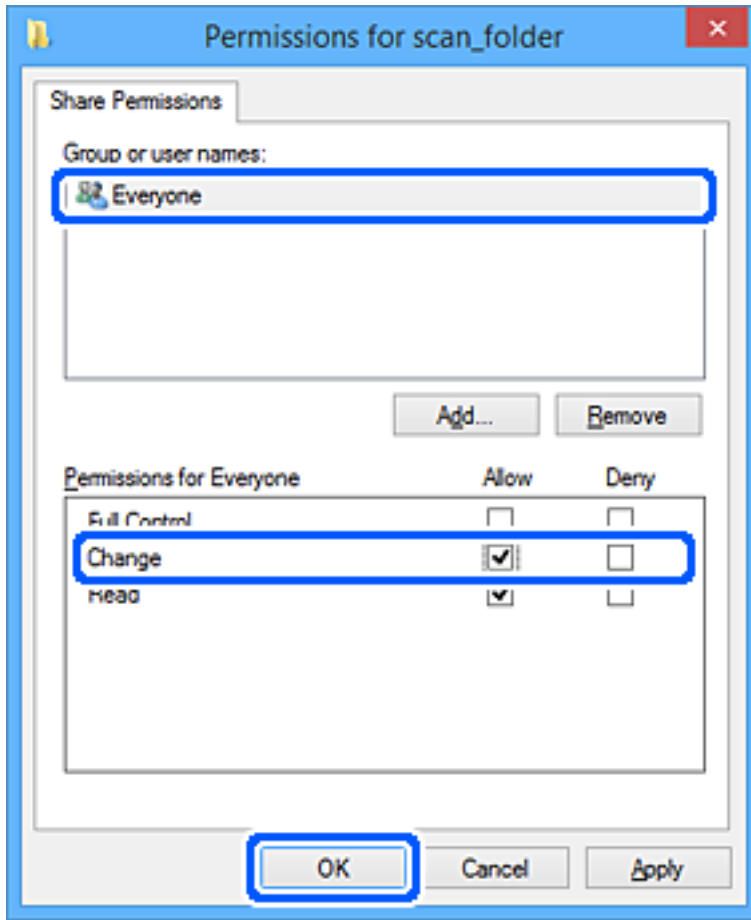 Permissions for scan_folder
Share Permissions
Group or user names:
Everyone
Add...
Remove
Permissions for Everyone Allow Deny
Full Control
Change
Read
OK Cancel Apply